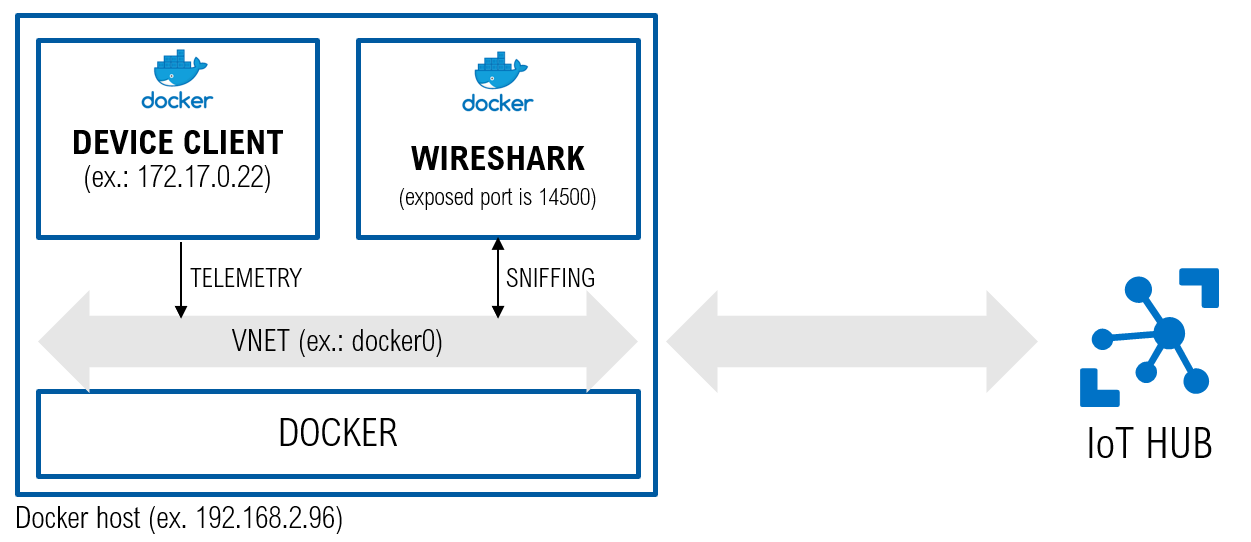 docker
DEVICE CLIENT
(ex.: 172.17.0.22)
docker
WIRESHARK
(exposed port is 14500)
TELEMETRY
SNIFFING
VNET (ex.: docker0)
DOCKER
IoT HUB
Docker host (ex. 192.168.2.96)